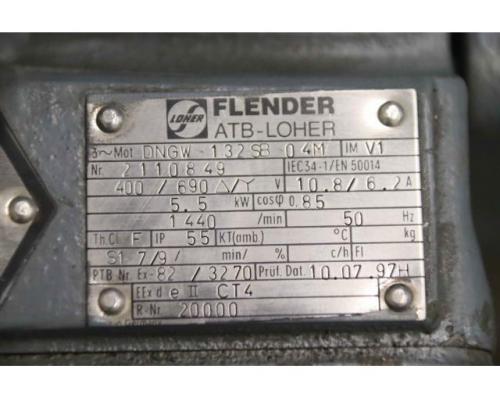 LOHER
FLENDER
ATB-LOHER
3~Mot DNGW-132SB 04M IM V1
Nr. 2110849 IEC34-1/EN 50014
400/690 Δ/Y V 10.8/6.2 A
5.5 kW cosφ 0.85
1440 /min 50 Hz
Th.Cl F IP 55 KT(amb.) °C kg
S1 7/9/ min/ % c/h FI
PTB Nr. Ex-82/3270 Prüf. Dat. 10.07.97H
EEx d e II CT4
R-Nr. 20000